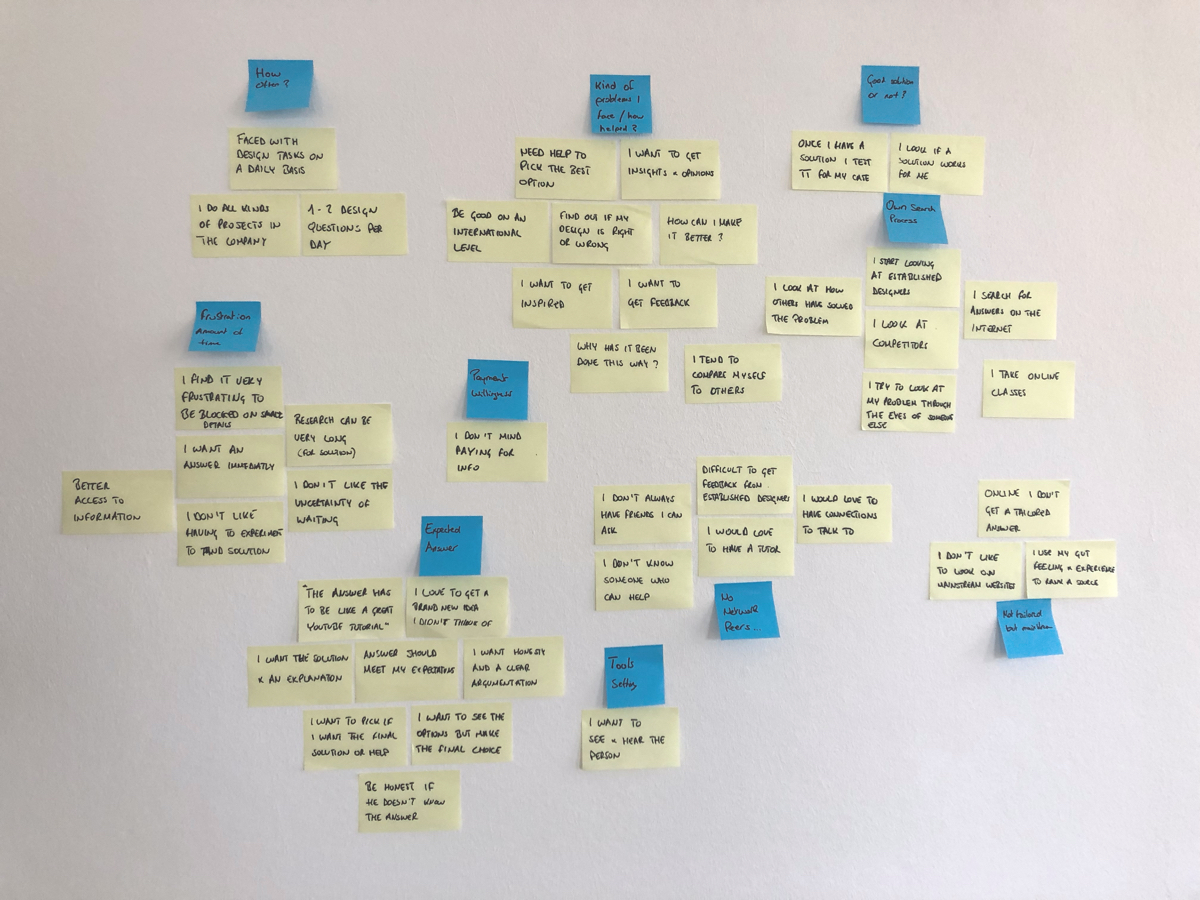 How
often?
FACED WITH
DESIGN TASKS ON
A DAILY BASIS
I DO ALL KINDS
OF PROJECTS IN
THE COMPANY
1-2 DESIGN
QUESTIONS PER
DAY
Kind of
problems I
face / how
helped?
NEED HELP TO
PICK THE BEST
OPTION
I WANT TO GET
INSIGHTS & OPINIONS
BE GOOD ON AN
INTERNATIONAL
LEVEL
FIND OUT IF MY
DESIGN IS RIGHT
OR WRONG
HOW CAN I MAKE
IT BETTER?
I WANT TO GET
INSPIRED
I WANT TO
GET FEEDBACK
WHY HAS IT BEEN
DONE THIS WAY?
I TEND TO
COMPARE MYSELF
TO OTHERS
Good solution
or not?
ONCE I HAVE A
SOLUTION I TEST
IT FOR MY CASE
I LOOK IF A
SOLUTION WORKS
FOR ME
Own Search
Process
I START LOOKING
AT ESTABLISHED
DESIGNERS
I LOOK AT HOW
OTHERS HAVE SOLVED
THE PROBLEM
I LOOK AT
COMPETITORS
I SEARCH FOR
ANSWERS ON THE
INTERNET
I TRY TO LOOK AT
MY PROBLEM THROUGH
THE EYES OF SOMEONE
ELSE
I TAKE ONLINE
CLASSES
Frustration
Amount of
time
I FIND IT VERY
FRUSTRATING TO
BE BLOCKED ON
DETAILS
RESEARCH CAN BE
VERY LONG
(FOR SOLUTION)
I WANT AN
ANSWER IMMEDIATLY
I DON'T LIKE THE
UNCERTAINTY OF
WAITING
BETTER
ACCESS TO
INFORMATION
I DON'T LIKE
HAVING TO EXPERIMENT
TO SOLUTION
Payment
Willigness
I DON'T MIND
PAYING FOR
INFO
Expected
Answer
"THE ANSWER HAS
TO BE LIKE A GREAT
YOUTUBE TUTORIAL"
I LOVE TO GET A
BRAND NEW IDEA
I DIDN'T THINK OF
I WANT THE SOLUTION
& AN EXPLANATION
ANSWER SHOULD
MEET MY EXPECTATIONS
I WANT HONESTY
AND A CLEAR
ARGUMENTATION
I WANT TO PICK IF
I WANT THE FINAL
SOLUTION OR HELP
I WANT TO SEE THE
OPTIONS BUT MAKE
THE FINAL CHOICE
BE HONEST IF
HE DOESN'T KNOW
THE ANSWER
DIFFICULT TO GET
FEEDBACK FROM
ESTABLISHED DESIGNERS
I DON'T ALWAYS
HAVE FRIENDS I CAN
ASK
I WOULD LOVE TO
HAVE CONNECTIONS
TO TALK TO
I WOULD LOVE
TO HAVE A TUTOR
I DON'T KNOW
SOMEONE WHO
CAN HELP
No
Network
Peers...
Tools
Setting
I WANT TO
SEE & HEAR THE
PERSON
ONLINE I DON'T
GET A TAILORED
ANSWER
I DON'T LIKE
TO LOOK ON
MAINSTREAM WEBSITES
I USE MY GUT
FEELING & EXPERIENCE
TO A SOURCE
Not tailored
but